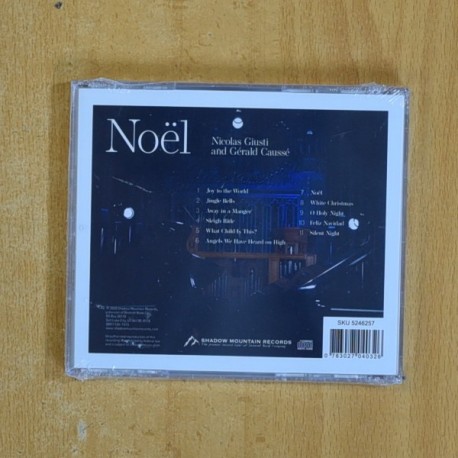 Noël
Nicolas Giusti
and Gérald Caussé
1 Joy to the World
2 Jingle Bells
3 Away in a Manger
4 Sleigh Ride
5 What Child Is This?
6 Angels We Have Heard on High
7 Noël
8 White Christmas
9 O Holy Night
10 Feliz Navidad
11 Silent Night
SKU 5246257
SHADOW MOUNTAIN RECORDS